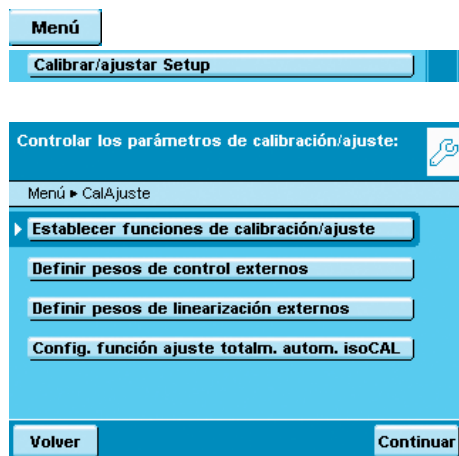 Menú
Calibrar/ajustar Setup
Controlar los parámetros de calibración/ajuste:
Menú ▸ CalAjuste
Establecer funciones de calibración/ajuste
Definir pesos de control externos
Definir pesos de linearización externos
Config. función ajuste totalm. autom. isoCAL
Volver
Continuar